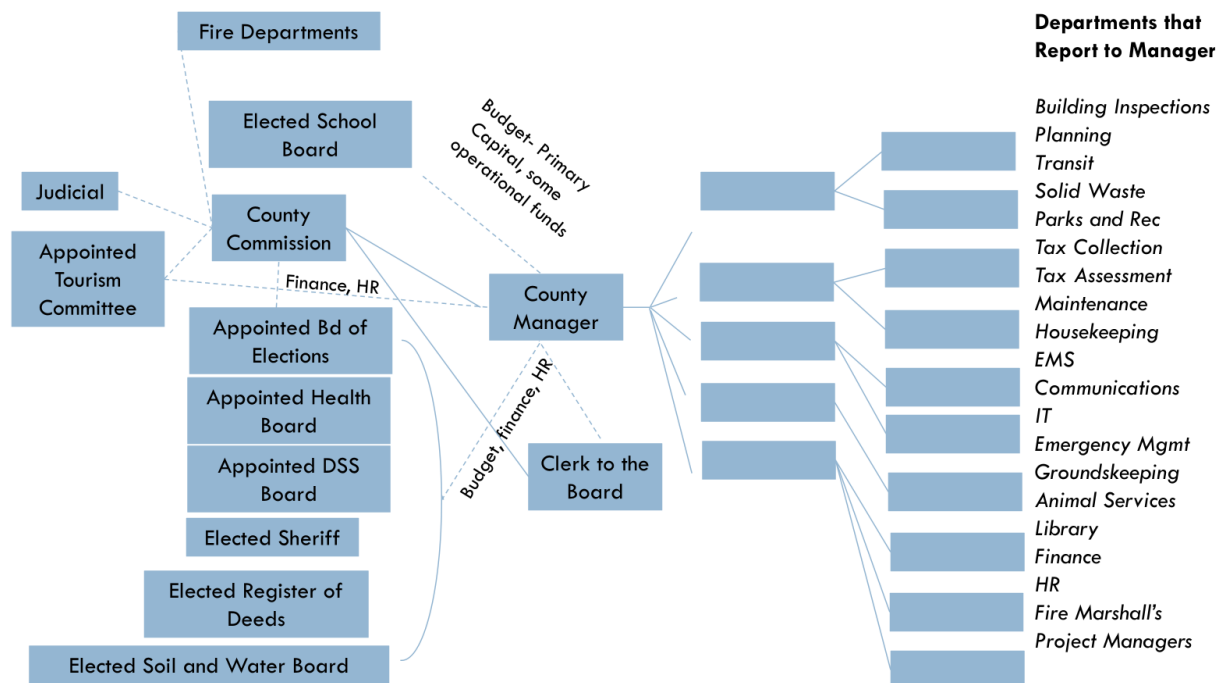 Fire Departments
Elected School
Board
Judicial
County
Commission
Appointed
Tourism
Committee
Budget- Primary
Capital, some
operational funds
Finance, HR
County
Manager
Appointed Bd of
Elections
Appointed Health
Board
Appointed DSS
Board
Elected Sheriff
Elected Register of
Deeds
Elected Soil and Water Board
Budget, finance, HR
Clerk to the
Board
Departments that
Report to Manager
Building Inspections
Planning
Transit
Solid Waste
Parks and Rec
Tax Collection
Tax Assessment
Maintenance
Housekeeping
EMS
Communications
IT
Emergency Mgmt
Groundskeeping
Animal Services
Library
Finance
HR
Fire Marshall's
Project Managers